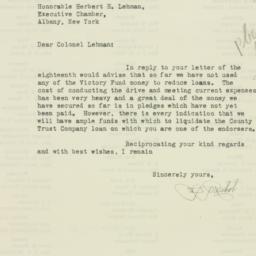 Honorable Herbert H. Lehman,
Executive Chamber,
Albany, New York
Dear Colonel Lehman:
In reply to your letter of the
eighteenth would advise that so far we have not used
any of the Victory Fund money to reduce loans. The
cost of conducting the drive and meeting current expenses
has been very heavy and a great deal of the money we
have secured so far is in pledges which have not yet
been paid. However, there is every indication that we
will have ample funds with which to liquidate the County
Trust Company loan on which you are one of the endorsers.
Reciprocating your kind regards
and with best wishes, I remain
Sincerely yours,